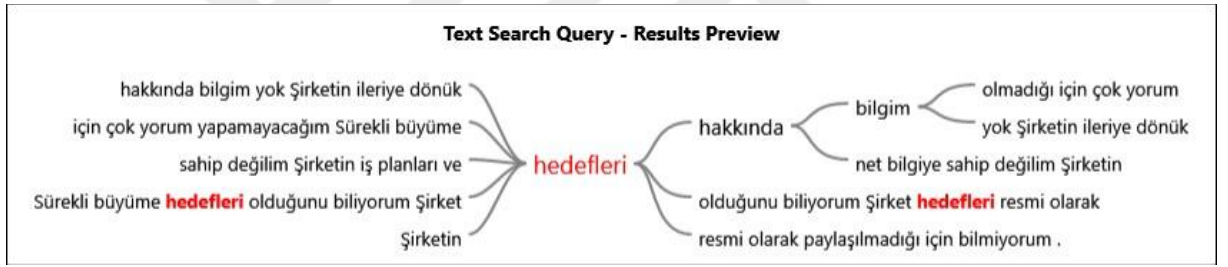 Text Search Query - Results Preview
hakkında bilgim yok Şirketin ileriye dönük
için çok yorum yapamayacağım Sürekli büyüme
sahip değilim Şirketin iş planları ve
Sürekli büyüme hedefleri olduğunu biliyorum Şirket
Şirketin
hedefleri
hakkında
bilgim
olmadığı için çok yorum
yok Şirketin ileriye dönük
net bilgiye sahip değilim Şirketin
olduğunu biliyorum Şirket hedefleri resmi olarak
resmi olarak paylaşılmadığı için bilmiyorum .